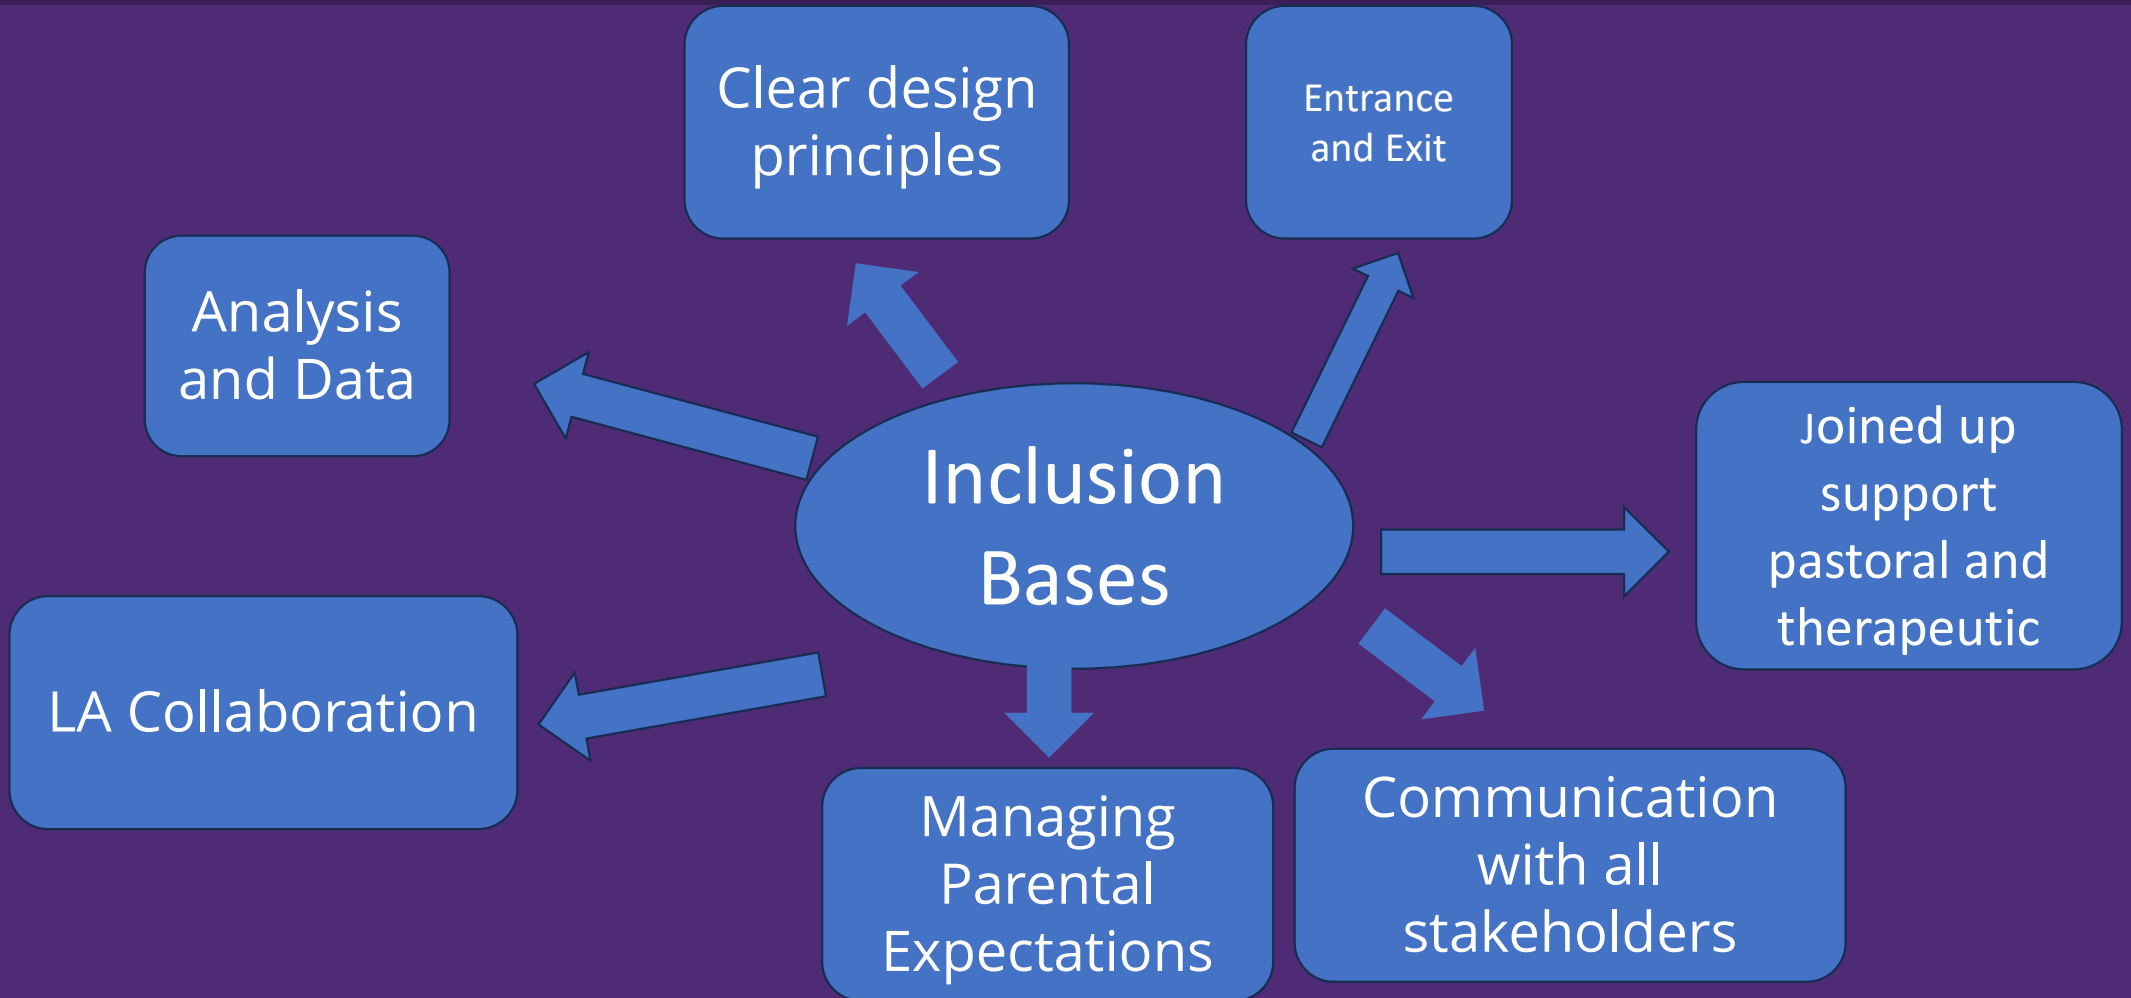 Clear design
principles
Entrance
and Exit
Analysis
and Data
Inclusion
Bases
Joined up
support
pastoral and
therapeutic
LA Collaboration
Managing
Parental
Expectations
Communication
with all
stakeholders